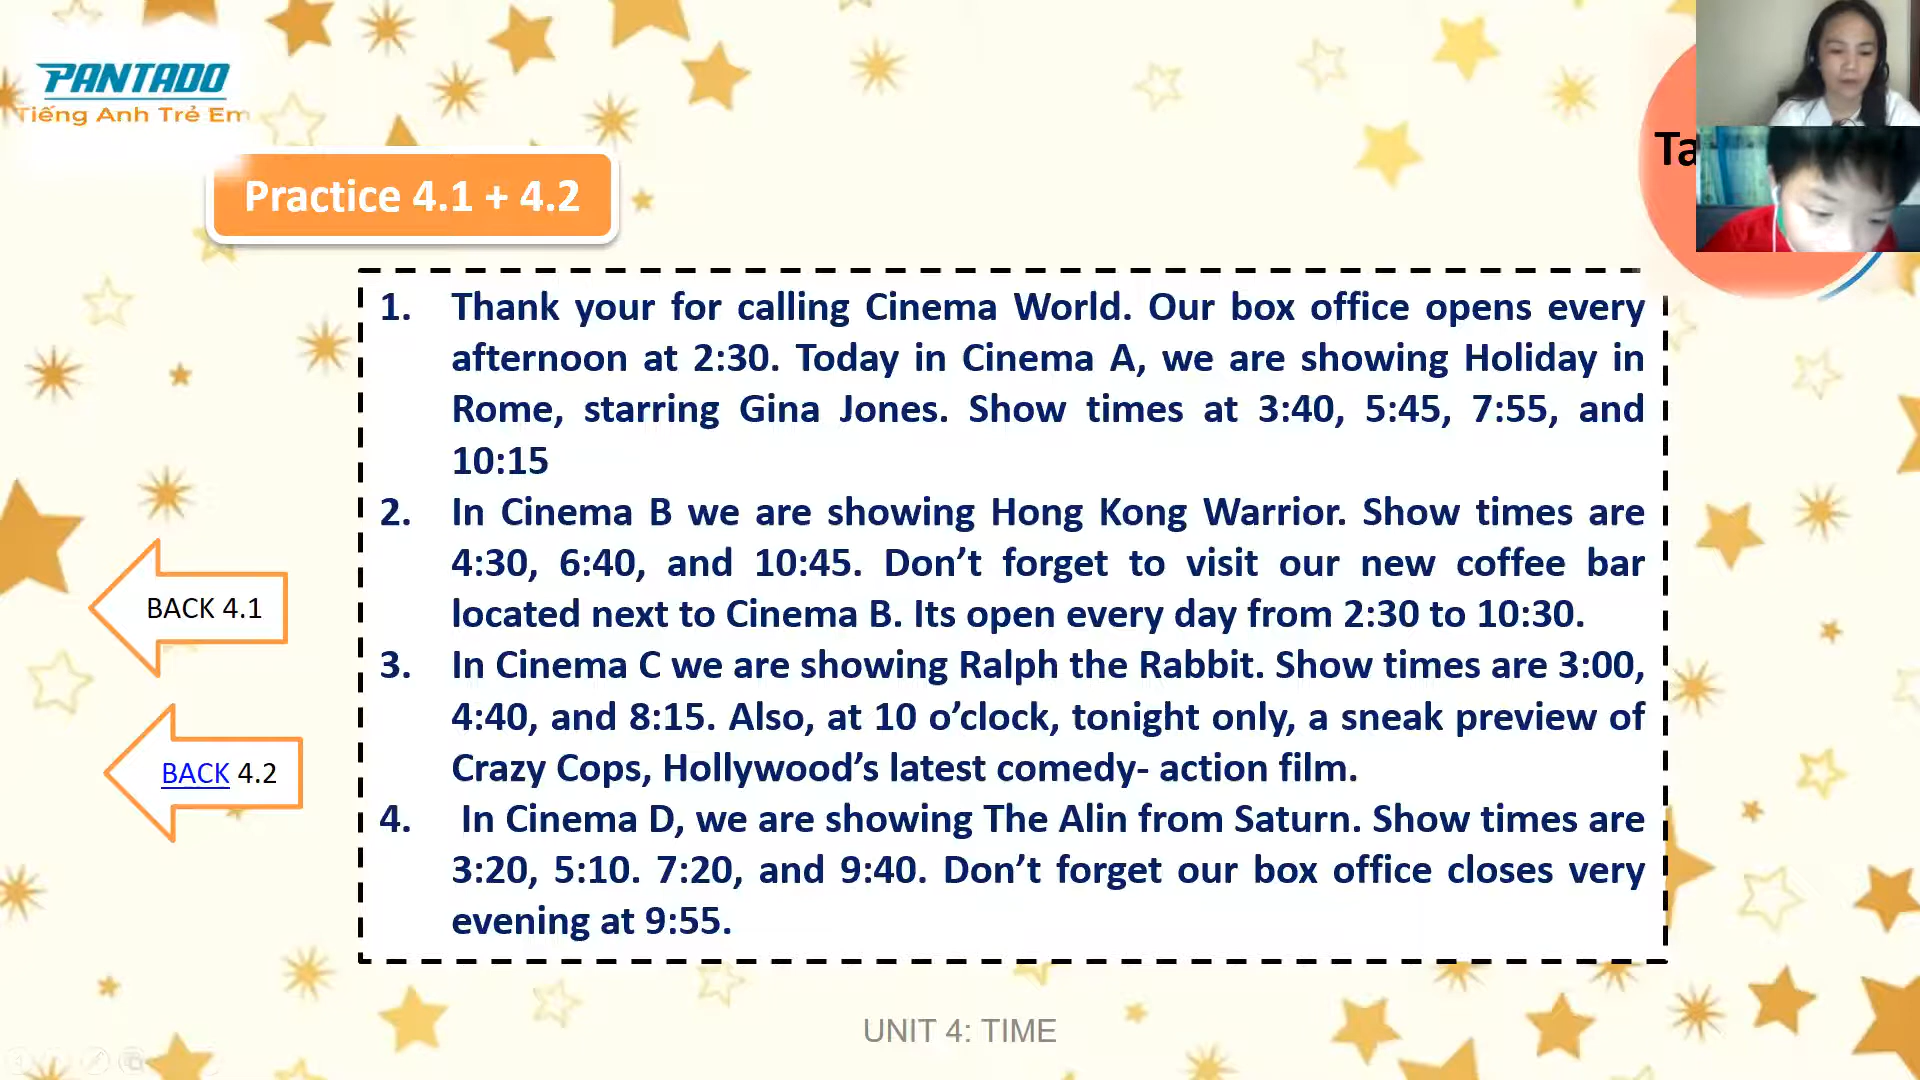 PANTADO
Tiếng Anh Trẻ Em
Ta
Practice 4.1 + 4.2
1. Thank your for calling Cinema World. Our box office opens every
afternoon at 2:30. Today in Cinema A, we are showing Holiday in
Rome, starring Gina Jones. Show times at 3:40, 5:45, 7:55, and
10:15
2. In Cinema B we are showing Hong Kong Warrior. Show times are
4:30, 6:40, and 10:45. Don’t forget to visit our new coffee bar
located next to Cinema B. Its open every day from 2:30 to 10:30.
3. In Cinema C we are showing Ralph the Rabbit. Show times are 3:00,
4:40, and 8:15. Also, at 10 o’clock, tonight only, a sneak preview of
Crazy Cops, Hollywood’s latest comedy- action film.
4. In Cinema D, we are showing The Alin from Saturn. Show times are
3:20, 5:10. 7:20, and 9:40. Don’t forget our box office closes very
evening at 9:55.
BACK 4.1
BACK 4.2
UNIT 4: TIME